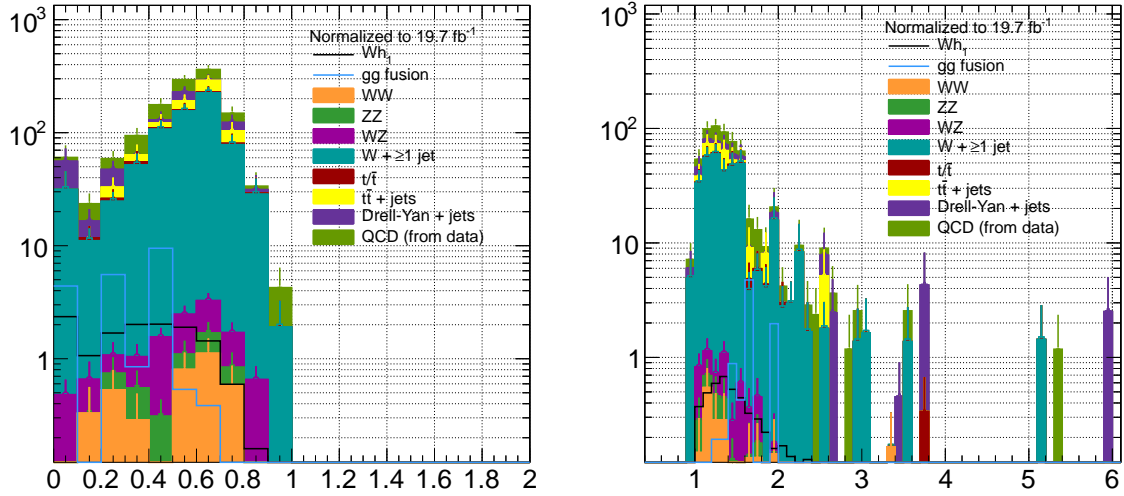 10³
10²
10
1
0 0.2 0.4 0.6 0.8 1 1.2 1.4 1.6 1.8 2
Normalized to 19.7 fb⁻¹
Wh₁
gg fusion
WW
ZZ
WZ
W + ≥1 jet
t/t̄
tt̄ + jets
Drell-Yan + jets
QCD (from data)
10³
10²
10
1
1 2 3 4 5 6
Normalized to 19.7 fb⁻¹
Wh₁
gg fusion
WW
ZZ
WZ
W + ≥1 jet
t/t̄
tt̄ + jets
Drell-Yan + jets
QCD (from data)